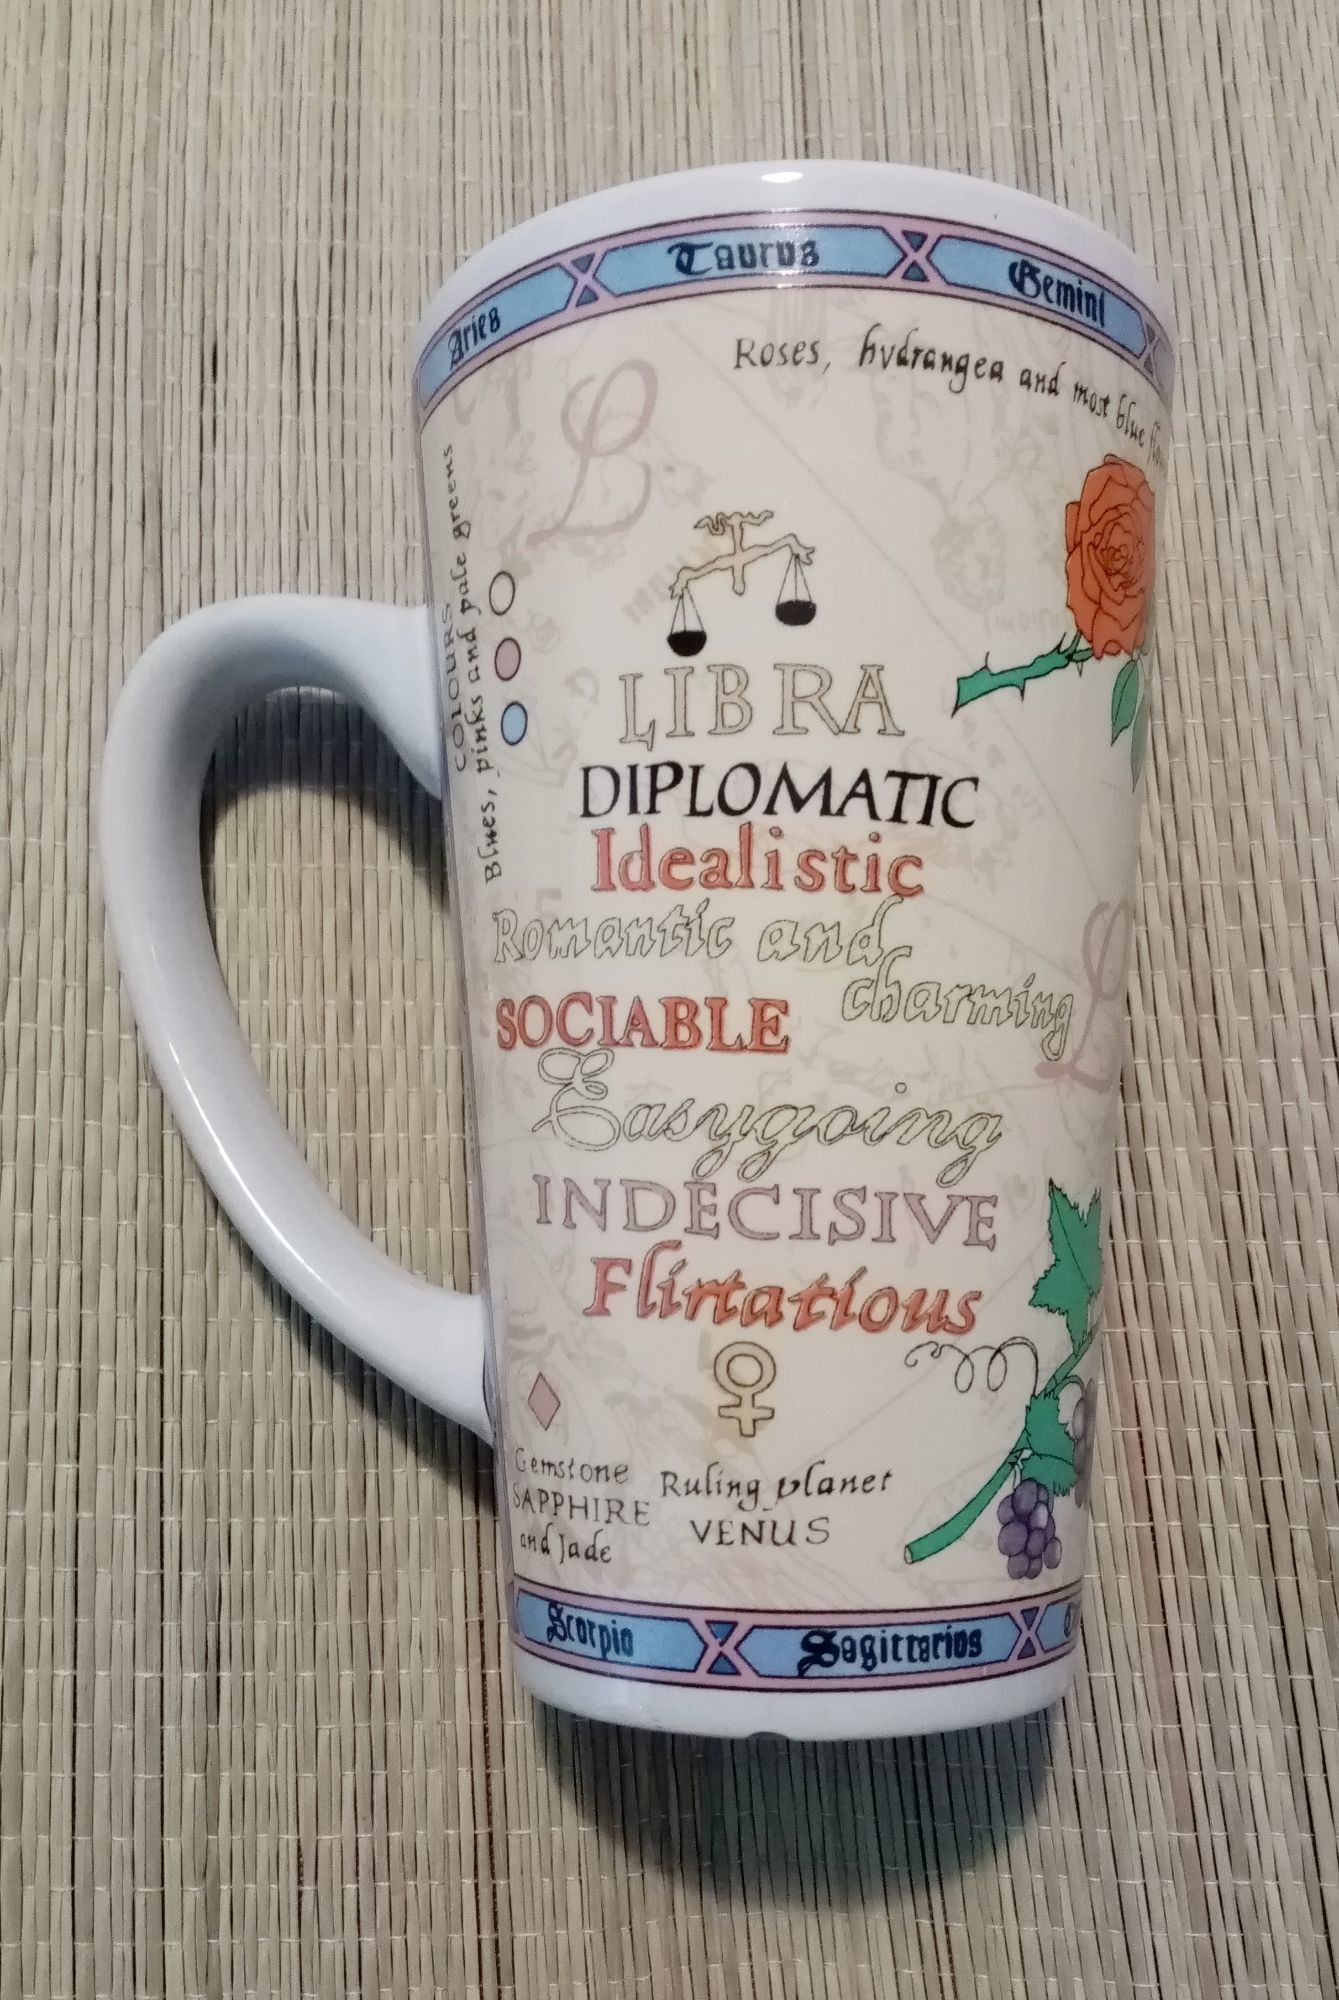 Aries Taurus Gemini
Roses, hydrangea and most blue
COLOURS
Blues, pinks and pale greens
L
LIBRA
DIPLOMATIC
Idealistic
Romantic and
charming
L
SOCIABLE
Easygoing
INDECISIVE
Flirtatious
Gemstone
SAPPHIRE
and Jade
Ruling planet
VENUS
Scorpio Sagittarius